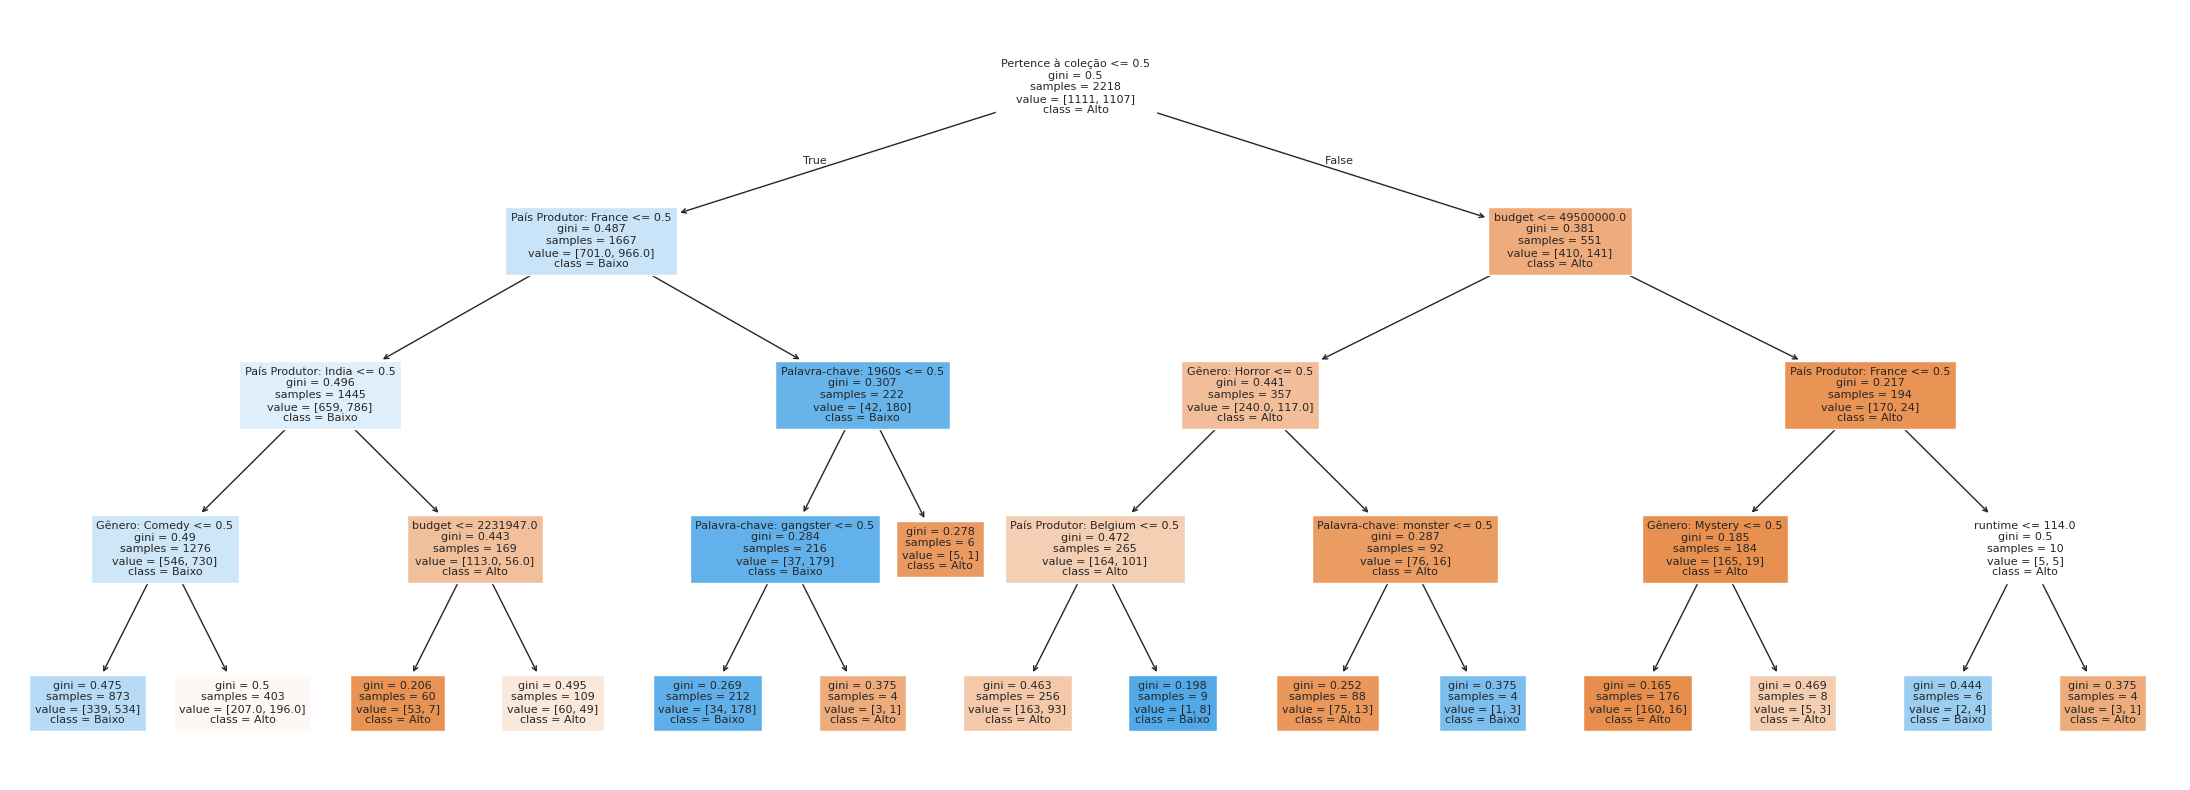 Pertence à coleção <= 0.5
gini = 0.5
samples = 2218
value = [1111, 1107]
class = Alto
True
False
País Produtor: France <= 0.5
gini = 0.487
samples = 1667
value = [701.0, 966.0]
class = Baixo
budget <= 49500000.0
gini = 0.381
samples = 551
value = [410, 141]
class = Alto
País Produtor: India <= 0.5
gini = 0.496
samples = 1445
value = [659, 786]
class = Baixo
Palavra-chave: 1960s <= 0.5
gini = 0.307
samples = 222
value = [42, 180]
class = Baixo
Gênero: Horror <= 0.5
gini = 0.441
samples = 357
value = [240.0, 117.0]
class = Alto
País Produtor: France <= 0.5
gini = 0.217
samples = 194
value = [170, 24]
class = Alto
Gênero: Comedy <= 0.5
gini = 0.49
samples = 1276
value = [546, 730]
class = Baixo
budget <= 2231947.0
gini = 0.443
samples = 169
value = [113.0, 56.0]
class = Alto
Palavra-chave: gangster <= 0.5
gini = 0.284
samples = 216
value = [37, 179]
class = Baixo
gini = 0.278
samples = 6
value = [5, 1]
class = Alto
País Produtor: Belgium <= 0.5
gini = 0.472
samples = 265
value = [164, 101]
class = Alto
Palavra-chave: monster <= 0.5
gini = 0.287
samples = 92
value = [76, 16]
class = Alto
Gênero: Mystery <= 0.5
gini = 0.185
samples = 184
value = [165, 19]
class = Alto
runtime <= 114.0
gini = 0.5
samples = 10
value = [5, 5]
class = Alto
gini = 0.475
samples = 873
value = [339, 534]
class = Baixo
gini = 0.5
samples = 403
value = [207.0, 196.0]
class = Alto
gini = 0.206
samples = 60
value = [53, 7]
class = Alto
gini = 0.495
samples = 109
value = [60, 49]
class = Alto
gini = 0.269
samples = 212
value = [34, 178]
class = Baixo
gini = 0.375
samples = 4
value = [3, 1]
class = Alto
gini = 0.463
samples = 256
value = [163, 93]
class = Alto
gini = 0.198
samples = 9
value = [1, 8]
class = Baixo
gini = 0.252
samples = 88
value = [75, 13]
class = Alto
gini = 0.375
samples = 4
value = [1, 3]
class = Baixo
gini = 0.165
samples = 176
value = [160, 16]
class = Alto
gini = 0.469
samples = 8
value = [5, 3]
class = Alto
gini = 0.444
samples = 6
value = [2, 4]
class = Baixo
gini = 0.375
samples = 4
value = [3, 1]
class = Alto